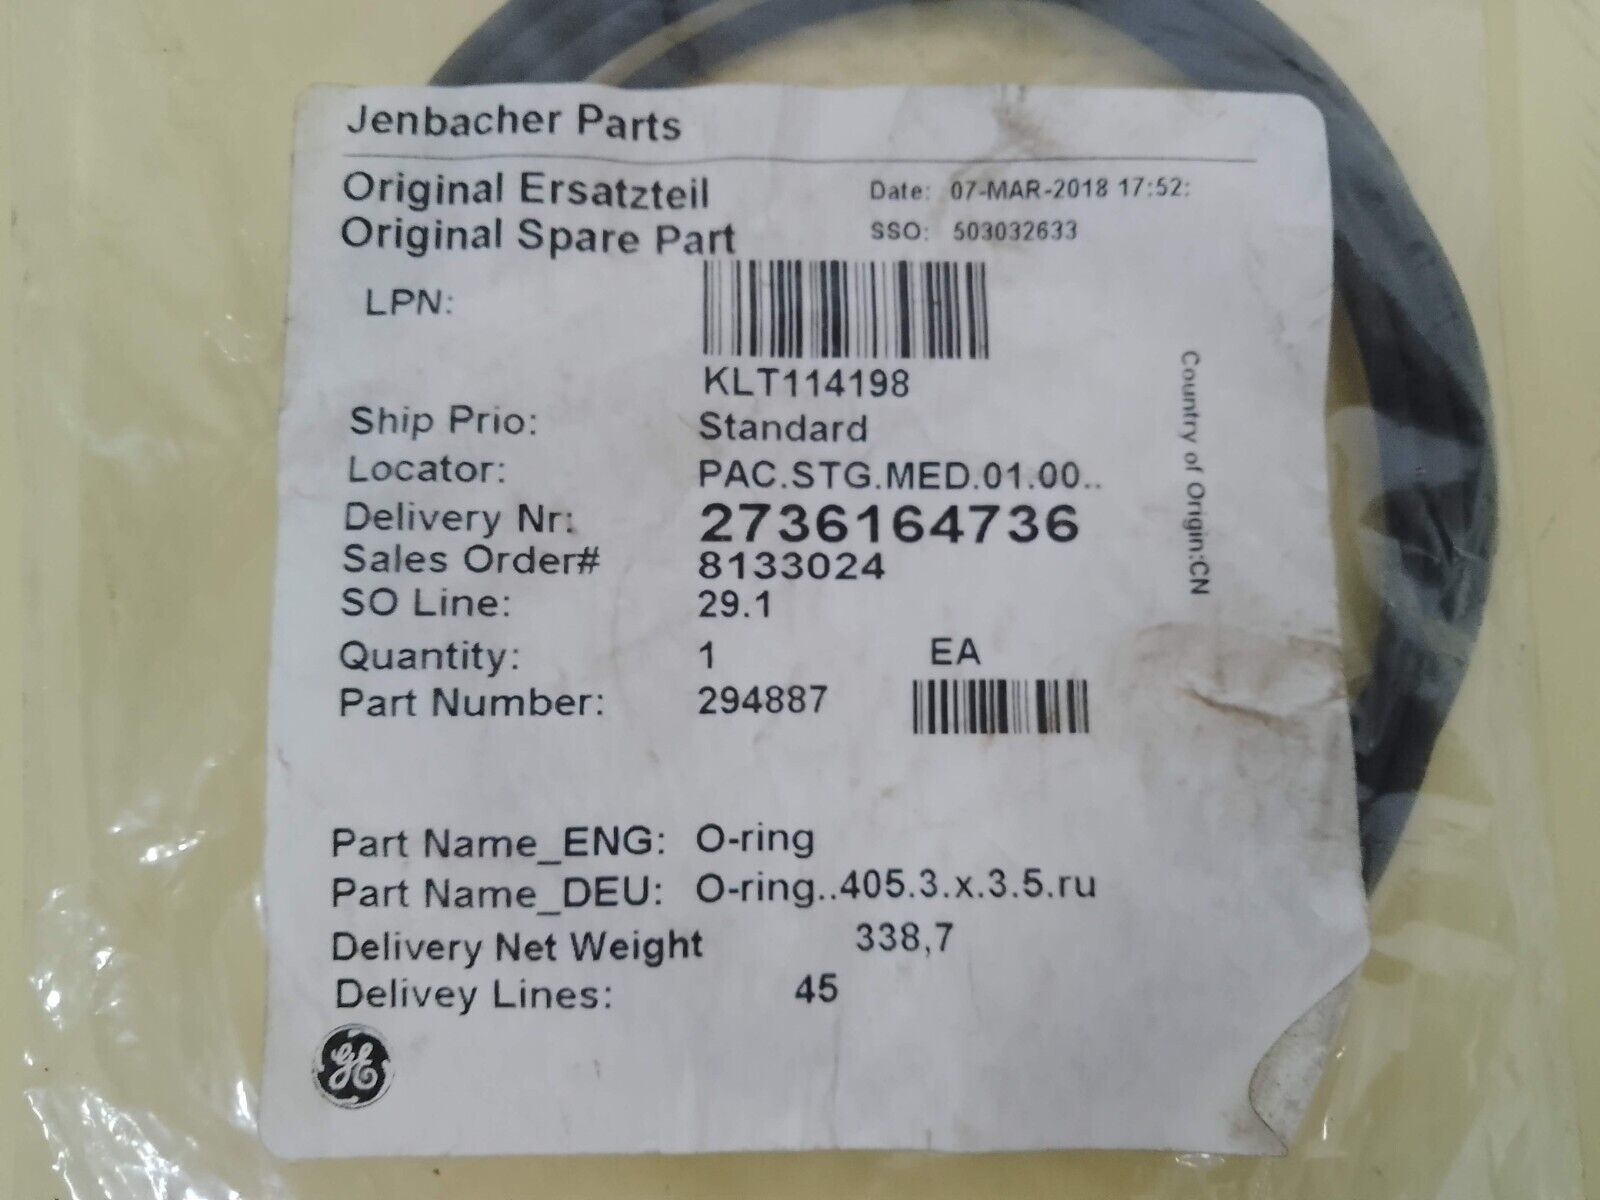 Jenbacher Parts
Original Ersatzteil
Original Spare Part
Date: 07-MAR-2018 17:52:
SSO: 503032633
LPN:
KLT114198
Ship Prio: Standard
Locator: PAC.STG.MED.01.00..
Delivery Nr: 2736164736
Sales Order# 8133024
SO Line: 29.1
Quantity: 1 EA
Part Number: 294887
Country of Origin:CN
Part Name_ENG: O-ring
Part Name_DEU: O-ring..405.3.x.3.5.ru
Delivery Net Weight 338,7
Delivey Lines: 45
GE